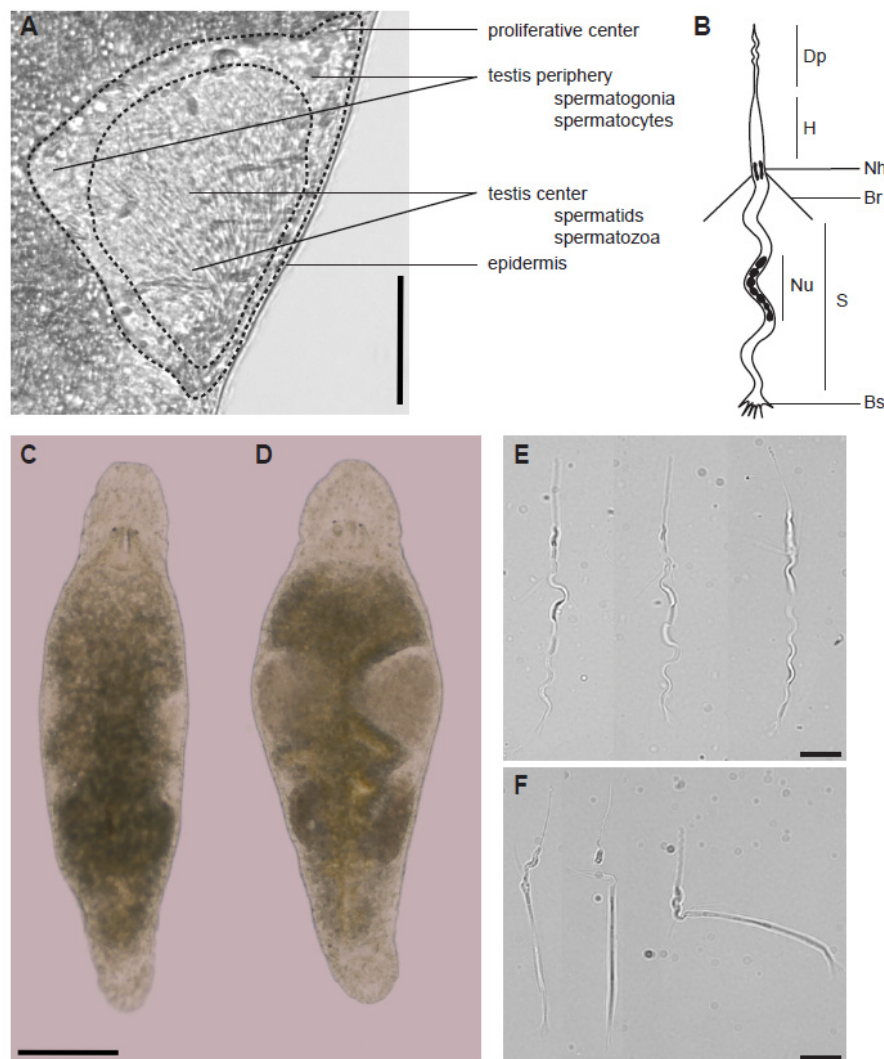 A
proliferative center
testis periphery
spermatogonia
spermatocytes
testis center
spermatids
spermatozoa
epidermis
B
Dp
H
Nh
Br
Nu
S
Bs
C
D
E
F